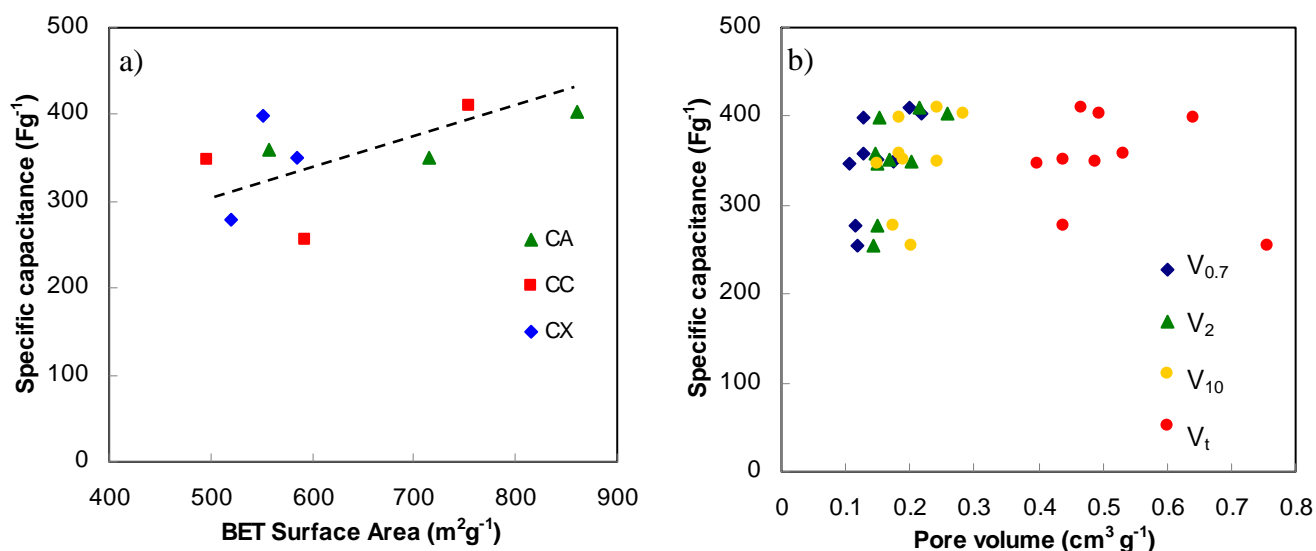 a)
Specific capacitance (Fg⁻¹)
500
400
300
200
100
0
CA
CC
CX
400 500 600 700 800 900
BET Surface Area (m²g⁻¹)
b)
Specific capacitance (Fg⁻¹)
500
400
300
200
100
0
V₀.₇
V₂
V₁₀
Vₜ
0 0.1 0.2 0.3 0.4 0.5 0.6 0.7 0.8
Pore volume (cm³ g⁻¹)